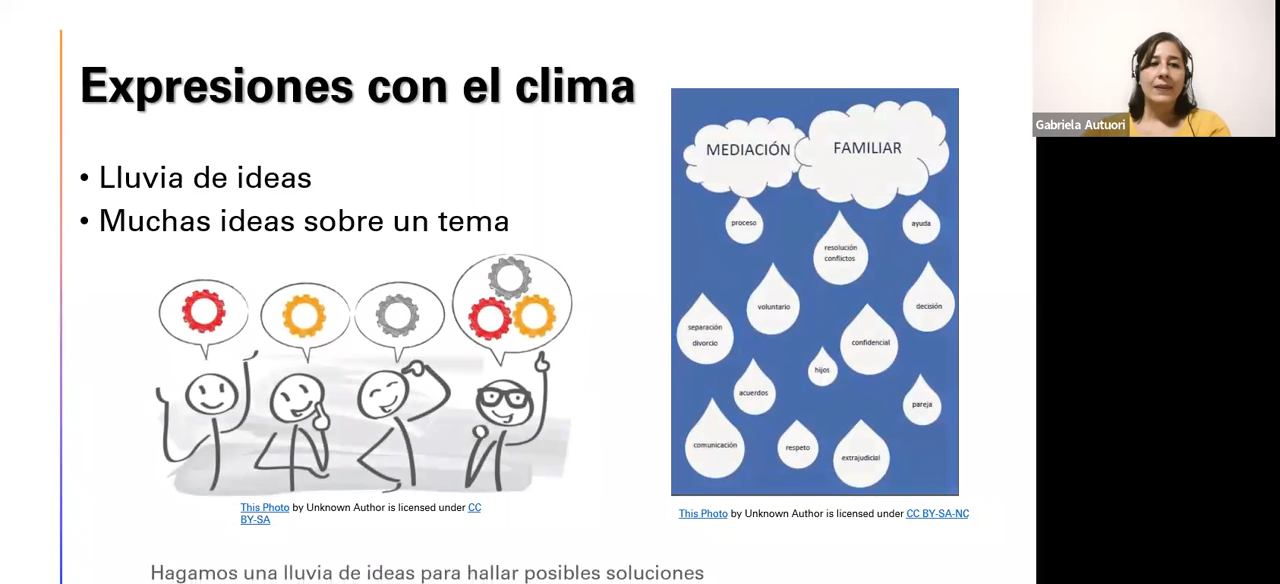 Expresiones con el clima
• Lluvia de ideas
• Muchas ideas sobre un tema
This Photo by Unknown Author is licensed under CC
BY-SA
MEDIACIÓN
FAMILIAR
proceso
ayuda
resolución
conflictos
voluntario
decisión
separación
divorcio
confidencial
hijos
acuerdos
pareja
comunicación
respeto
extrajudicial
This Photo by Unknown Author is licensed under CC BY-SA-NC
Hagamos una lluvia de ideas para hallar posibles soluciones
Gabriela Autuori